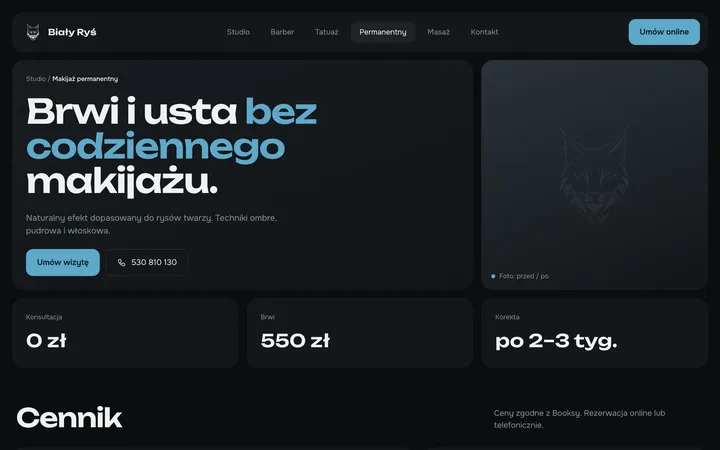 Biały Ryś
Studio
Barber
Tatuaż
Permanentny
Masaż
Kontakt
Umów online
Studio / Makijaż permanentny
Brwi i usta bez
codziennego
makijażu.
Naturalny efekt dopasowany do rysów twarzy. Techniki ombre,
pudrowa i włoskowa.
Umów wizytę
530 810 130
Foto: przed / po
Konsultacja
0 zł
Brwi
550 zł
Korekta
po 2–3 tyg.
Cennik
Ceny zgodne z Booksy. Rezerwacja online lub
telefonicznie.